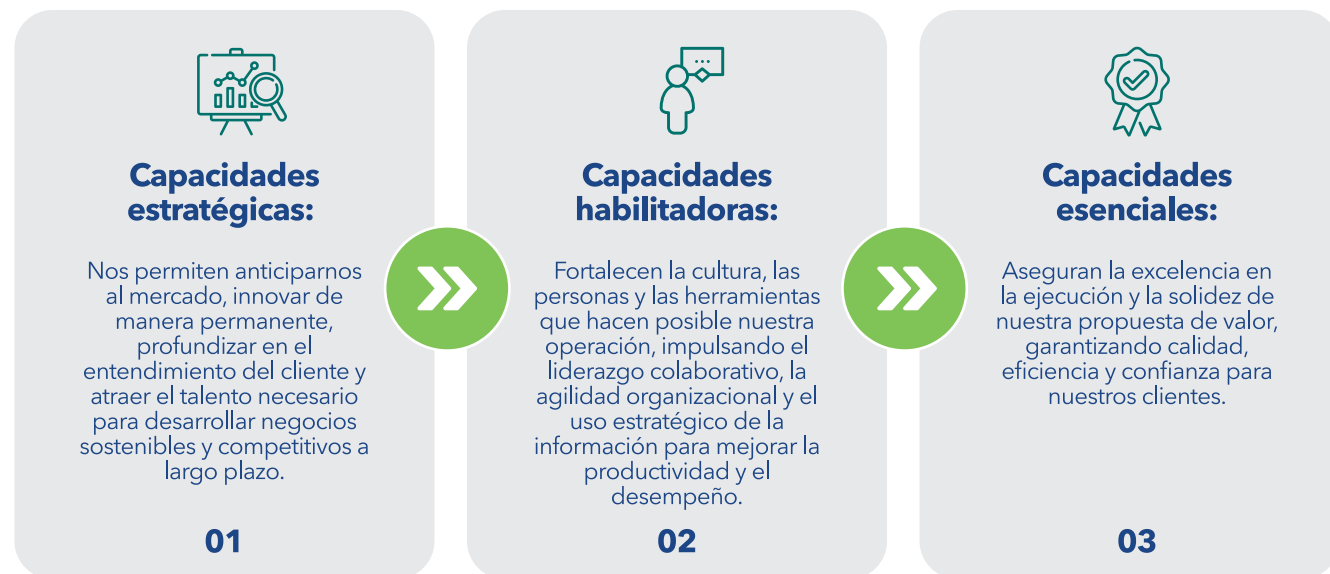 Capacidades
estratégicas:
Nos permiten anticiparnos
al mercado, innovar de
manera permanente,
profundizar en el
entendimiento del cliente y
atraer el talento necesario
para desarrollar negocios
sostenibles y competitivos a
largo plazo.
01
Capacidades
habilitadoras:
Fortalecen la cultura, las
personas y las herramientas
que hacen posible nuestra
operación, impulsando el
liderazgo colaborativo, la
agilidad organizacional y el
uso estratégico de la
información para mejorar la
productividad y el
desempeño.
02
Capacidades
esenciales:
Aseguran la excelencia en
la ejecución y la solidez de
nuestra propuesta de valor,
garantizando calidad,
eficiencia y confianza para
nuestros clientes.
03